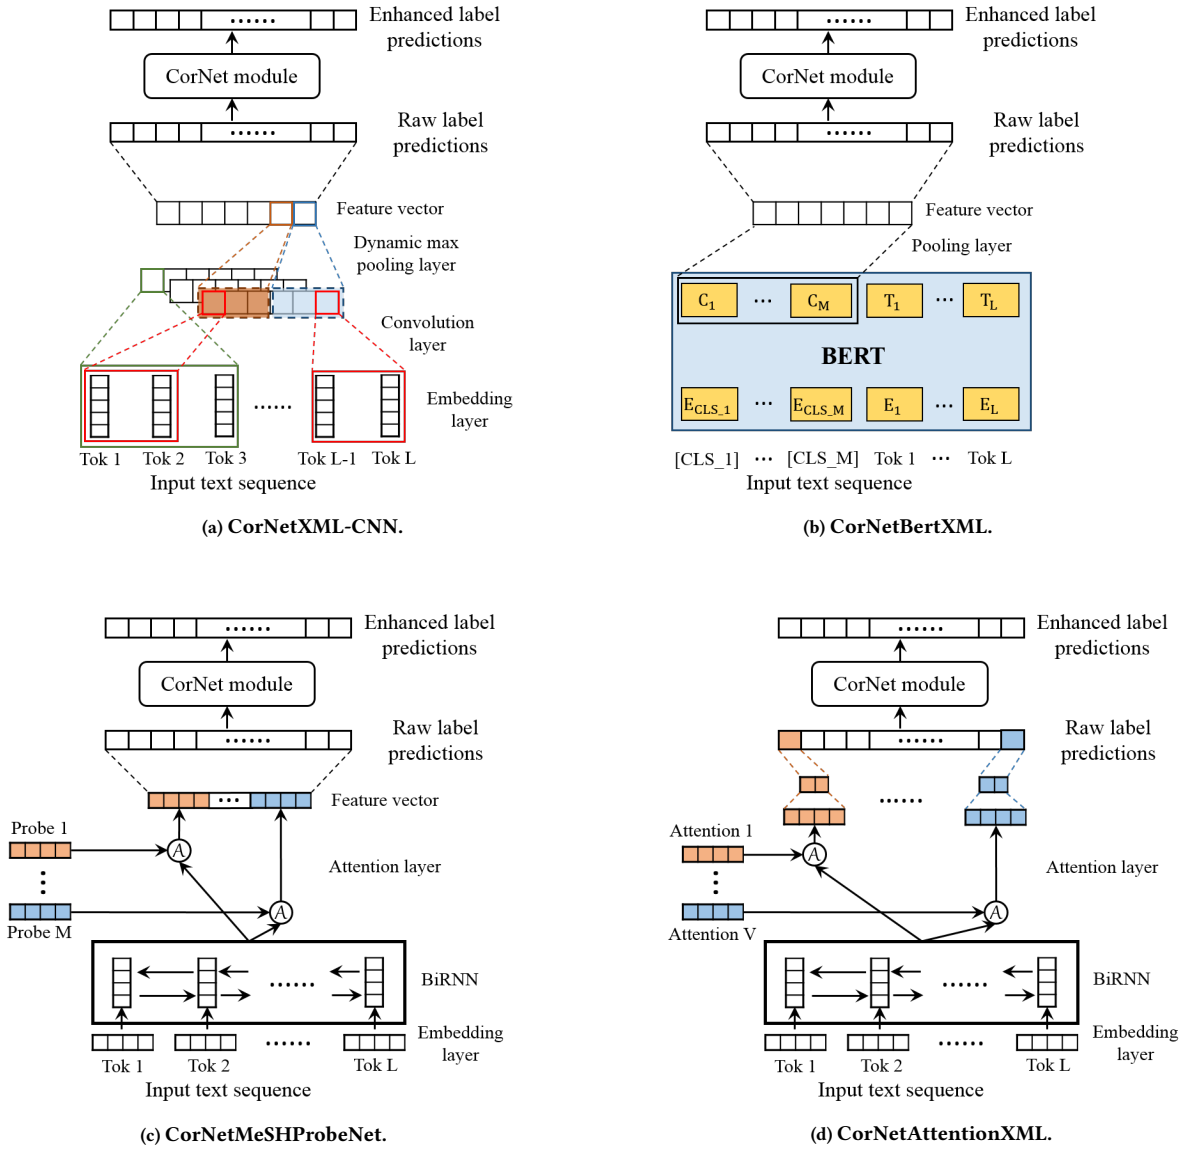 Enhanced label
predictions
CorNet module
Raw label
predictions
Feature vector
Dynamic max
pooling layer
Convolution
layer
Embedding
layer
Tok 1 Tok 2 Tok 3 Tok L-1 Tok L
Input text sequence
(a) CorNetXML-CNN.
Enhanced label
predictions
CorNet module
Raw label
predictions
Feature vector
Pooling layer
C1 ... CM T1 ... TL
BERT
ECLS_1 ... ECLS_M E1 ... EL
[CLS_1] ... [CLS_M] Tok 1 ... Tok L
Input text sequence
(b) CorNetBertXML.
Enhanced label
predictions
CorNet module
Raw label
predictions
Feature vector
Probe 1
A
Attention layer
A
Probe M
BiRNN
Embedding
layer
Tok 1 Tok 2 Tok L
Input text sequence
(c) CorNetMeSHProbeNet.
Enhanced label
predictions
CorNet module
Raw label
predictions
Attention 1
A
Attention layer
A
Attention V
BiRNN
Embedding
layer
Tok 1 Tok 2 Tok L
Input text sequence
(d) CorNetAttentionXML.